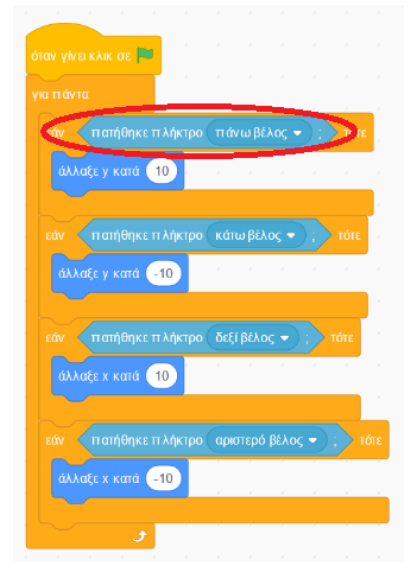 όταν γίνει κλικ σε
για πάντα
εάν πατήθηκε πλήκτρο πάνω βέλος ; τότε
άλλαξε y κατά 10
εάν πατήθηκε πλήκτρο κάτω βέλος ; τότε
άλλαξε y κατά -10
εάν πατήθηκε πλήκτρο δεξί βέλος ; τότε
άλλαξε x κατά 10
εάν πατήθηκε πλήκτρο αριστερό βέλος ; τότε
άλλαξε x κατά -10